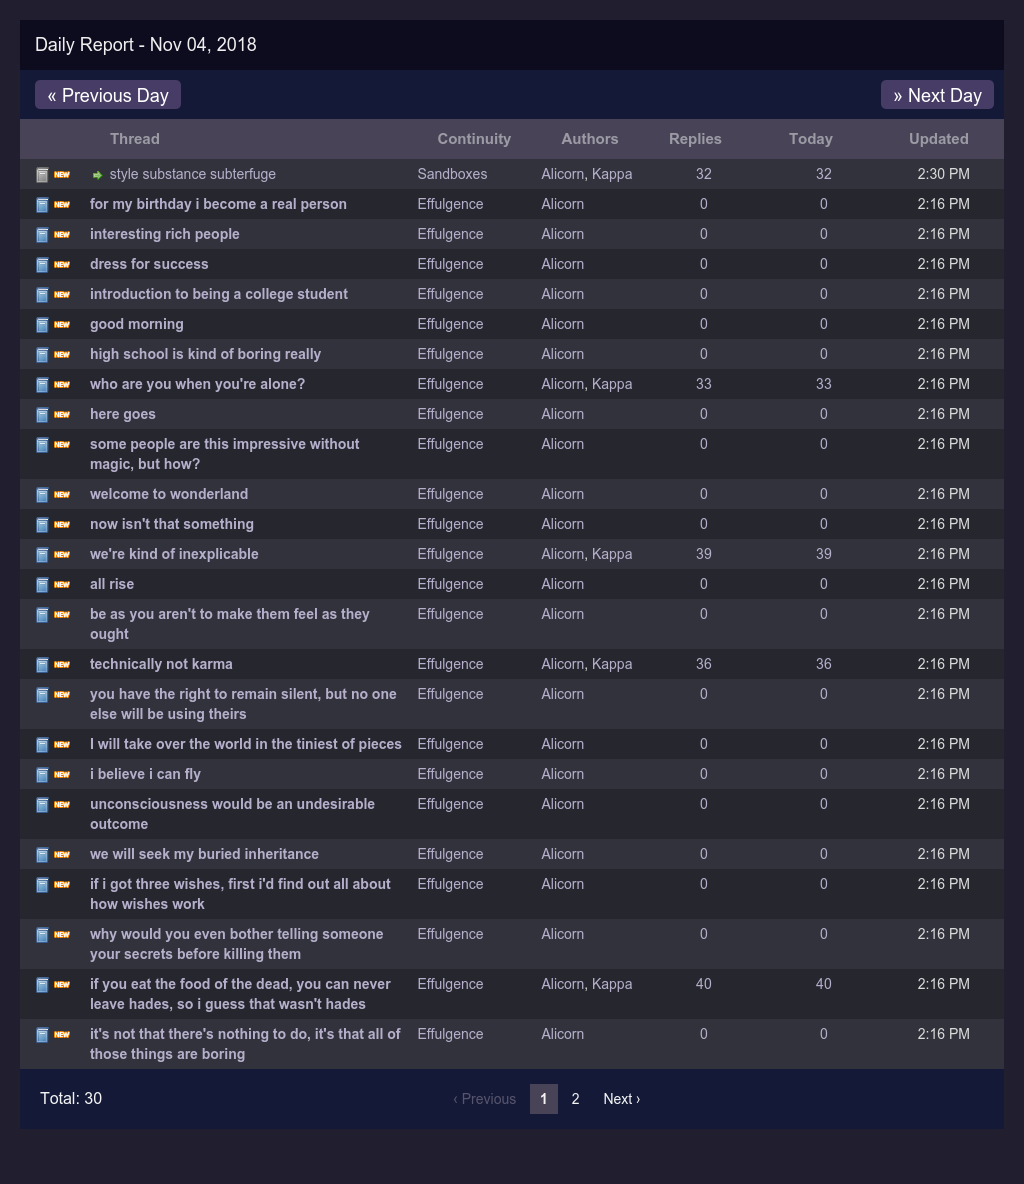 Daily Report - Nov 04, 2018
« Previous Day » Next Day
Thread Continuity Authors Replies Today Updated
NEW style substance subterfuge Sandboxes Alicorn, Kappa 32 32 2:30 PM
NEW for my birthday i become a real person Effulgence Alicorn 0 0 2:16 PM
NEW interesting rich people Effulgence Alicorn 0 0 2:16 PM
NEW dress for success Effulgence Alicorn 0 0 2:16 PM
NEW introduction to being a college student Effulgence Alicorn 0 0 2:16 PM
NEW good morning Effulgence Alicorn 0 0 2:16 PM
NEW high school is kind of boring really Effulgence Alicorn 0 0 2:16 PM
NEW who are you when you're alone? Effulgence Alicorn, Kappa 33 33 2:16 PM
NEW here goes Effulgence Alicorn 0 0 2:16 PM
NEW some people are this impressive without Effulgence Alicorn 0 0 2:16 PM
magic, but how?
NEW welcome to wonderland Effulgence Alicorn 0 0 2:16 PM
NEW now isn't that something Effulgence Alicorn 0 0 2:16 PM
NEW we're kind of inexplicable Effulgence Alicorn, Kappa 39 39 2:16 PM
NEW all rise Effulgence Alicorn 0 0 2:16 PM
NEW be as you aren't to make them feel as they Effulgence Alicorn 0 0 2:16 PM
ought
NEW technically not karma Effulgence Alicorn, Kappa 36 36 2:16 PM
NEW you have the right to remain silent, but no one Effulgence Alicorn 0 0 2:16 PM
else will be using theirs
NEW I will take over the world in the tiniest of pieces Effulgence Alicorn 0 0 2:16 PM
NEW i believe i can fly Effulgence Alicorn 0 0 2:16 PM
NEW unconsciousness would be an undesirable Effulgence Alicorn 0 0 2:16 PM
outcome
NEW we will seek my buried inheritance Effulgence Alicorn 0 0 2:16 PM
NEW if i got three wishes, first i'd find out all about Effulgence Alicorn 0 0 2:16 PM
how wishes work
NEW why would you even bother telling someone Effulgence Alicorn 0 0 2:16 PM
your secrets before killing them
NEW if you eat the food of the dead, you can never Effulgence Alicorn, Kappa 40 40 2:16 PM
leave hades, so i guess that wasn't hades
NEW it's not that there's nothing to do, it's that all of Effulgence Alicorn 0 0 2:16 PM
those things are boring
Total: 30 ‹ Previous 1 2 Next ›